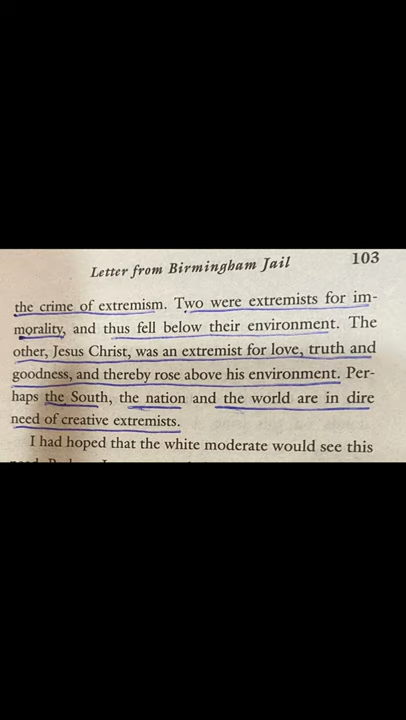 Letter from Birmingham Jail 103
the crime of extremism. Two were extremists for im-
morality, and thus fell below their environment. The
other, Jesus Christ, was an extremist for love, truth and
goodness, and thereby rose above his environment. Per-
haps the South, the nation and the world are in dire
need of creative extremists.
I had hoped that the white moderate would see this